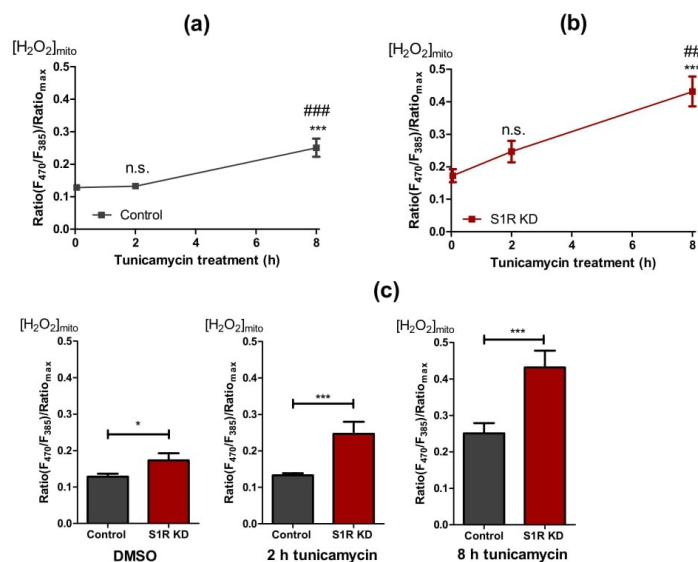 (a)
[H₂O₂]mito
Ratio(F₄₇₀/F₃₈₅)/Ratioₘₐₓ
0.5
0.4
0.3
0.2
0.1
0.0
n.s.
###
***
Control
0
2
4
6
8
Tunicamycin treatment (h)
(b)
[H₂O₂]mito
Ratio(F₄₇₀/F₃₈₅)/Ratioₘₐₓ
0.5
0.4
0.3
0.2
0.1
0.0
n.s.
##
***
S1R KD
0
2
4
6
8
Tunicamycin treatment (h)
(c)
[H₂O₂]mito
Ratio(F₄₇₀/F₃₈₅)/Ratioₘₐₓ
0.5
0.4
0.3
0.2
0.1
0.0
*
Control S1R KD
DMSO
[H₂O₂]mito
Ratio(F₄₇₀/F₃₈₅)/Ratioₘₐₓ
0.5
0.4
0.3
0.2
0.1
0.0
***
Control S1R KD
2 h tunicamycin
[H₂O₂]mito
Ratio(F₄₇₀/F₃₈₅)/Ratioₘₐₓ
0.5
0.4
0.3
0.2
0.1
0.0
***
Control S1R KD
8 h tunicamycin